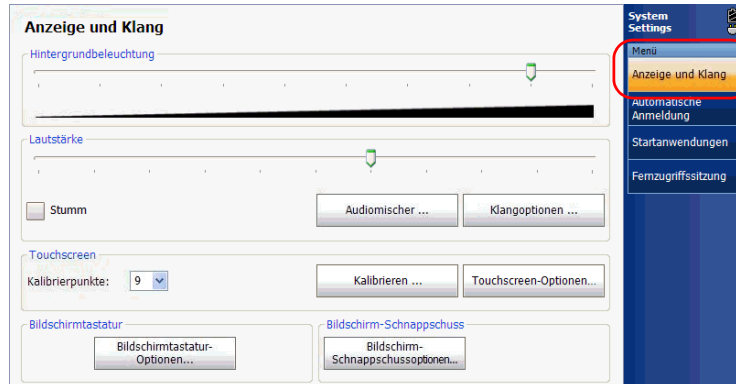 Anzeige und Klang
Hintergrundbeleuchtung
Lautstärke
Stumm
Audiomischer ...
Klangoptionen ...
Touchscreen
Kalibrierpunkte:
9
Kalibrieren ...
Touchscreen-Optionen...
Bildschirmtastatur
Bildschirmtastatur-
Optionen...
Bildschirm-Schnappschuss
Bildschirm-
Schnappschussoptionen...
System
Settings
Menü
Anzeige und Klang
Automatische
Anmeldung
Startanwendungen
Fernzugriffssitzung